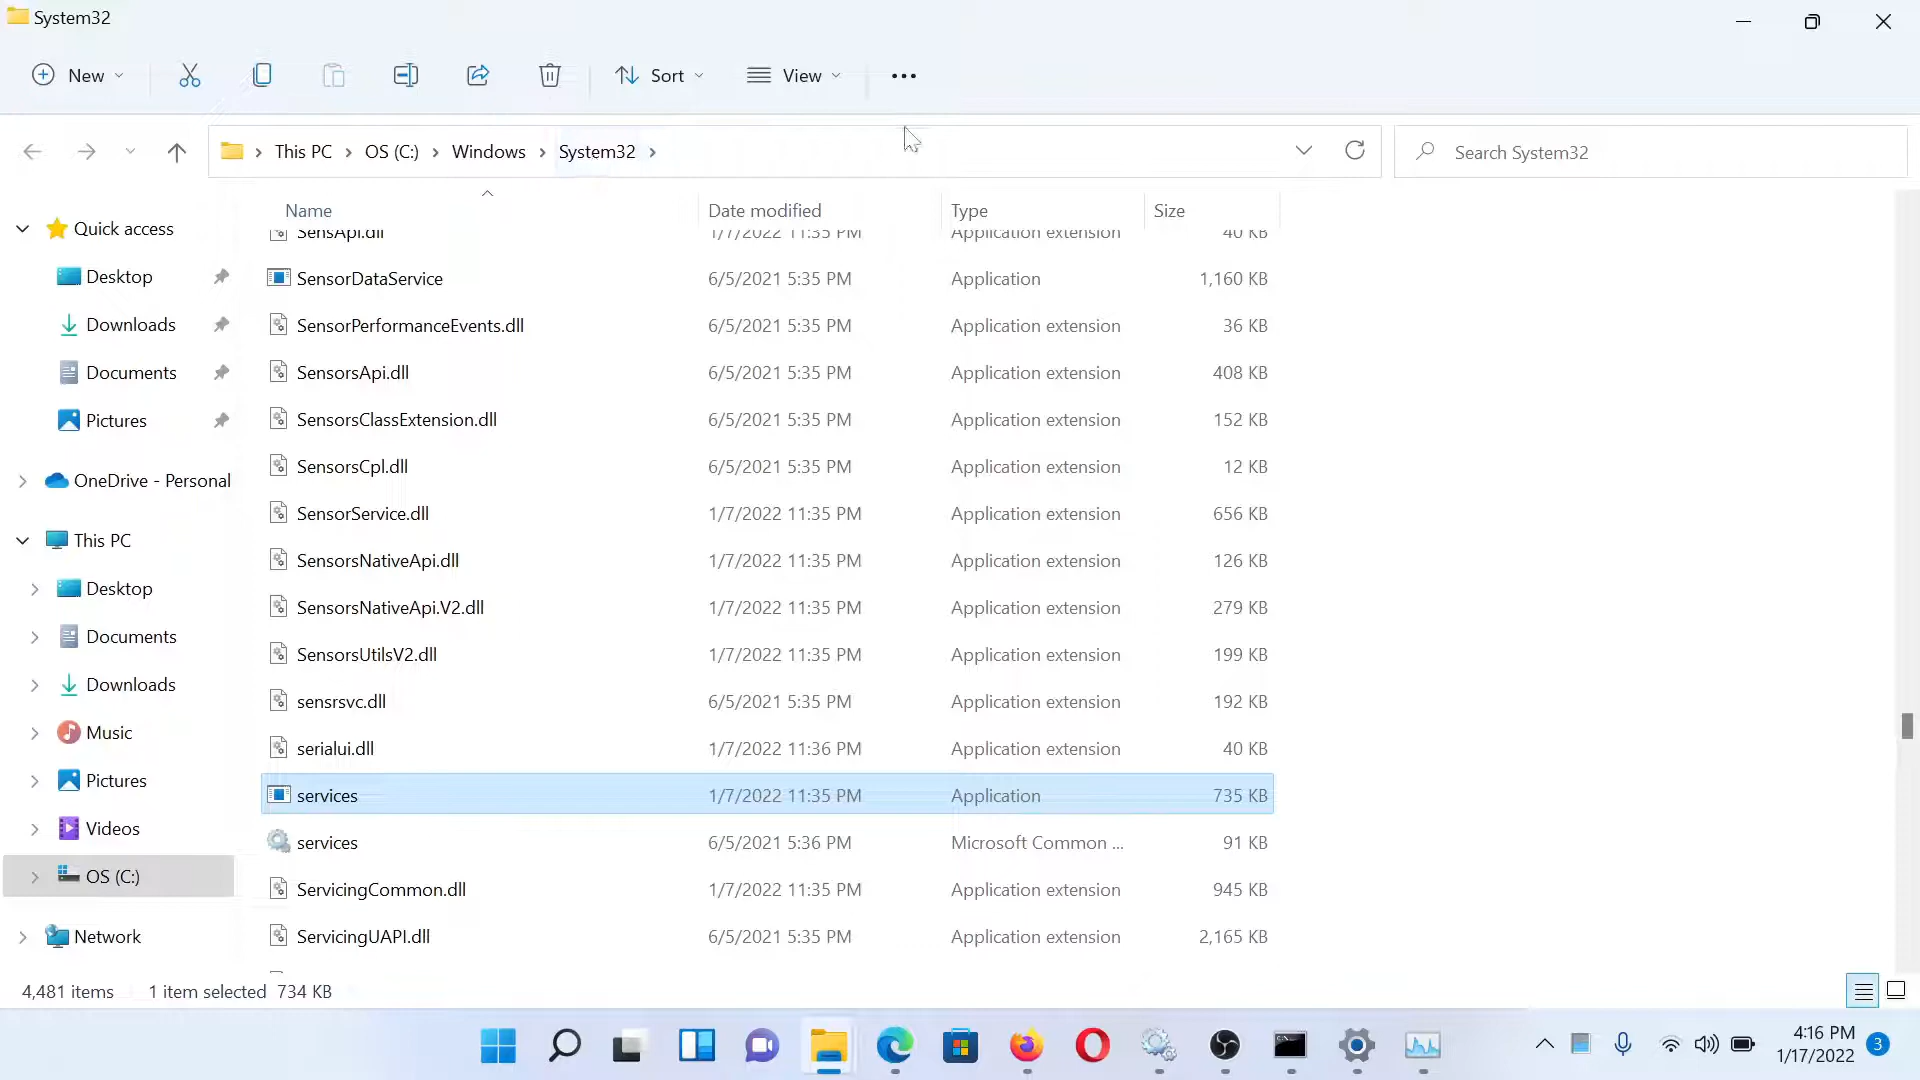 System32
New
Sort
View
This PC
OS (C:)
Windows
System32
Search System32
Name Date modified Type Size
SensApi.dll 1/7/2022 11:35 PM Application extension 40 KB
SensorDataService 6/5/2021 5:35 PM Application 1,160 KB
SensorPerformanceEvents.dll 6/5/2021 5:35 PM Application extension 36 KB
SensorsApi.dll 6/5/2021 5:35 PM Application extension 408 KB
SensorsClassExtension.dll 6/5/2021 5:35 PM Application extension 152 KB
SensorsCpl.dll 6/5/2021 5:35 PM Application extension 12 KB
SensorService.dll 1/7/2022 11:35 PM Application extension 656 KB
SensorsNativeApi.dll 1/7/2022 11:35 PM Application extension 126 KB
SensorsNativeApi.V2.dll 1/7/2022 11:35 PM Application extension 279 KB
SensorsUtilsV2.dll 1/7/2022 11:35 PM Application extension 199 KB
sensrsvc.dll 6/5/2021 5:35 PM Application extension 192 KB
serialui.dll 1/7/2022 11:36 PM Application extension 40 KB
services 1/7/2022 11:35 PM Application 735 KB
services 6/5/2021 5:36 PM Microsoft Common ... 91 KB
ServicingCommon.dll 1/7/2022 11:35 PM Application extension 945 KB
ServicingUAPI.dll 6/5/2021 5:35 PM Application extension 2,165 KB
Quick access
Desktop
Downloads
Documents
Pictures
OneDrive - Personal
This PC
Desktop
Documents
Downloads
Music
Pictures
Videos
OS (C:)
Network
4,481 items 1 item selected 734 KB
4:16 PM
1/17/2022
3